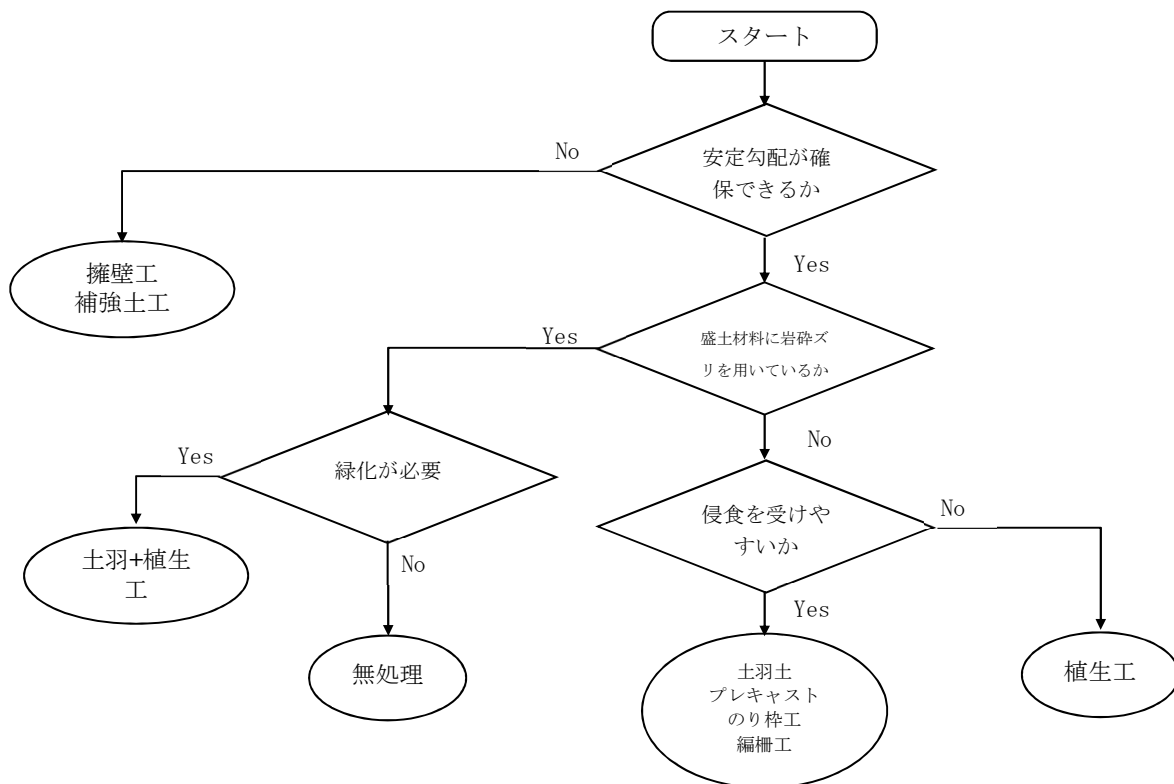 スタート
安定勾配が確
保できるか
No
Yes
擁壁工
補強土工
盛土材料に岩砕ズ
リを用いているか
Yes
No
緑化が必要
Yes
No
侵食を受けや
すいか
No
Yes
土羽+植生
工
無処理
土羽土
プレキャスト
のり枠工
編柵工
植生工